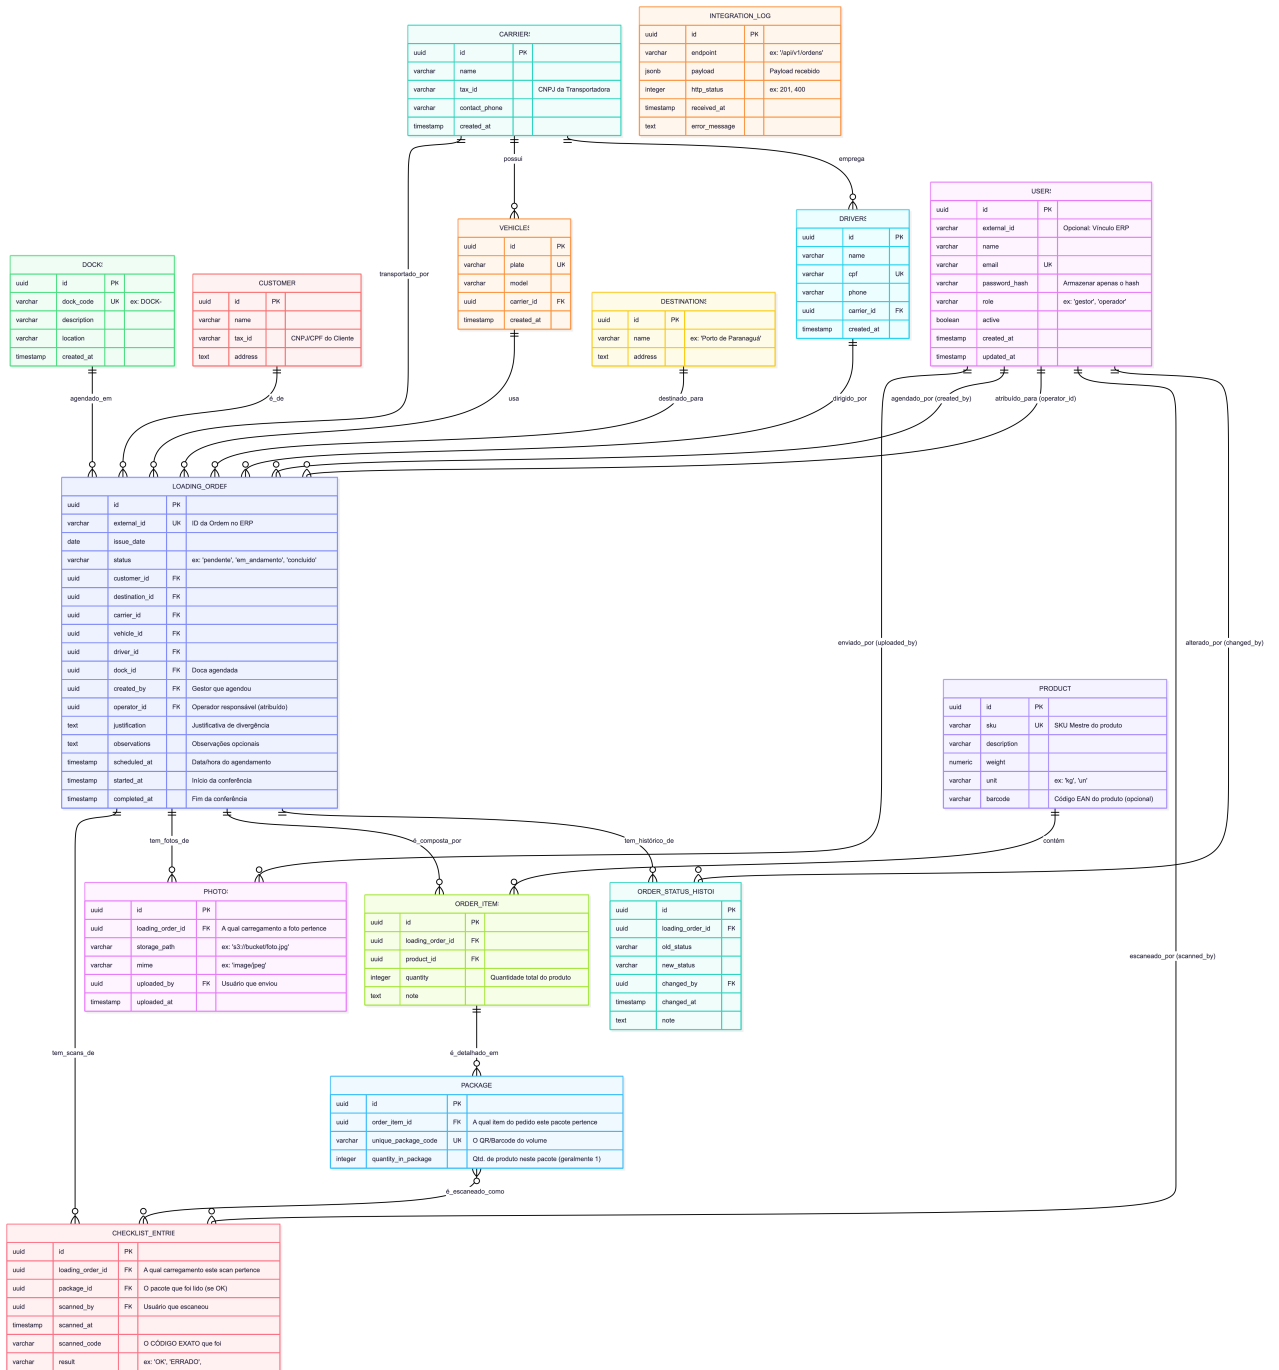 INTEGRATION_LOG
uuid id PK
varchar endpoint ex: '/api/v1/ordens'
jsonb payload Payload recebido
integer http_status ex: 201, 400
timestamp received_at
text error_message
CARRIERS
uuid id PK
varchar name
varchar tax_id CNPJ da Transportadora
varchar contact_phone
timestamp created_at
possui
emprega
transportado_por
USERS
uuid id PK
varchar external_id Opcional: Vínculo ERP
varchar name
varchar email UK
varchar password_hash Armazenar apenas o hash
varchar role ex: 'gestor', 'operador'
boolean active
timestamp created_at
timestamp updated_at
DRIVERS
uuid id PK
varchar name
varchar cpf UK
varchar phone
uuid carrier_id FK
timestamp created_at
VEHICLES
uuid id PK
varchar plate UK
varchar model
uuid carrier_id FK
timestamp created_at
DOCKS
uuid id PK
varchar dock_code UK ex: DOCK-
varchar description
varchar location
timestamp created_at
CUSTOMER
uuid id PK
varchar name
varchar tax_id CNPJ/CPF do Cliente
text address
DESTINATIONS
uuid id PK
varchar name ex: 'Porto de Paranaguá'
text address
agendado_em
é_de
usa
destinado_para
dirigido_por
agendado_por (created_by)
atribuído_para (operator_id)
LOADING_ORDER
uuid id PK
varchar external_id UK ID da Ordem no ERP
date issue_date
varchar status ex: 'pendente', 'em_andamento', 'concluído'
uuid customer_id FK
uuid destination_id FK
uuid carrier_id FK
uuid vehicle_id FK
uuid driver_id FK
uuid dock_id FK Doca agendada
uuid created_by FK Gestor que agendou
uuid operator_id FK Operador responsável (atribuído)
text justification Justificativa de divergência
text observations Observações opcionais
timestamp scheduled_at Data/hora do agendamento
timestamp started_at Início da conferência
timestamp completed_at Fim da conferência
enviado_por (uploaded_by)
alterado_por (changed_by)
PRODUCT
uuid id PK
varchar sku UK SKU Mestre do produto
varchar description
numeric weight
varchar unit ex: 'kg', 'un'
varchar barcode Código EAN do produto (opcional)
tem_fotos_de
é_composta_por
tem_histórico_de
contém
PHOTOS
uuid id PK
uuid loading_order_id FK A qual carregamento a foto pertence
varchar storage_path ex: 's3://bucket/foto.jpg'
varchar mime ex: 'image/jpeg'
uuid uploaded_by FK Usuário que enviou
timestamp uploaded_at
ORDER_ITEMS
uuid id PK
uuid loading_order_id FK
uuid product_id FK
integer quantity Quantidade total do produto
text note
ORDER_STATUS_HISTOI
uuid id PK
uuid loading_order_id FK
varchar old_status
varchar new_status
uuid changed_by FK
timestamp changed_at
text note
escaneado_por (scanned_by)
tem_scans_de
é_detalhado_em
PACKAGE
uuid id PK
uuid order_item_id FK A qual item do pedido este pacote pertence
varchar unique_package_code UK O QR/Barcode do volume
integer quantity_in_package Qtd. de produto neste pacote (geralmente 1)
é_escaneado_como
CHECKLIST_ENTRIE
uuid id PK
uuid loading_order_id FK A qual carregamento este scan pertence
uuid package_id FK O pacote que foi lido (se OK)
uuid scanned_by FK Usuário que escaneou
timestamp scanned_at
varchar scanned_code O CÓDIGO EXATO que foi
varchar result ex: 'OK', 'ERRADO',